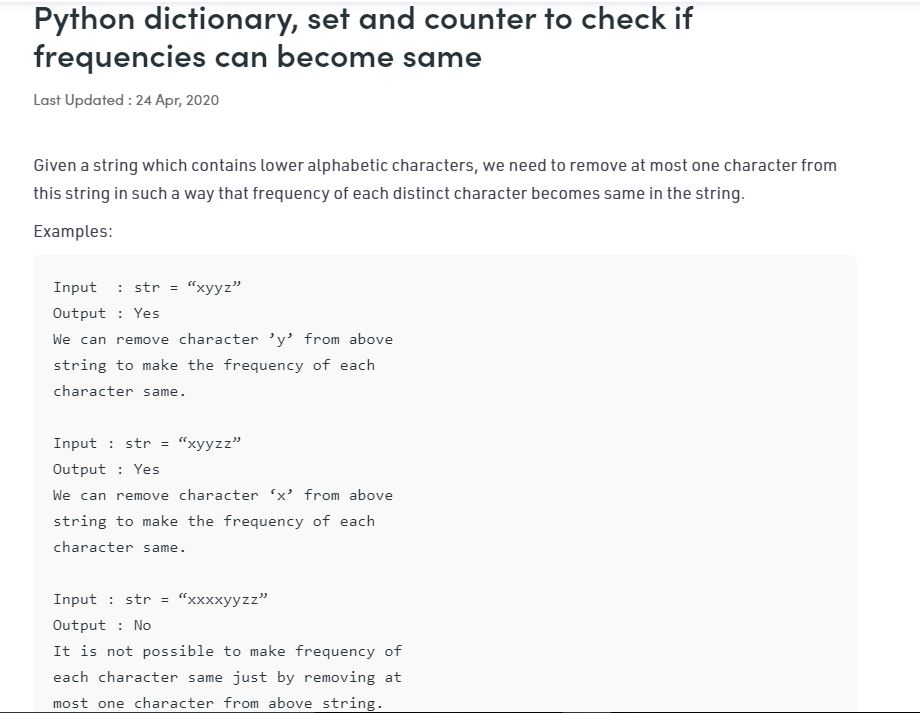 Python dictionary, set and counter to check if
frequencies can become same
Last Updated : 24 Apr, 2020
Given a string which contains lower alphabetic characters, we need to remove at most one character from
this string in such a way that frequency of each distinct character becomes same in the string.
Examples:
Input  : str = “xyyz”
Output : Yes
We can remove character ’y’ from above
string to make the frequency of each
character same.
Input : str = “xyyzz”
Output : Yes
We can remove character ‘x’ from above
string to make the frequency of each
character same.
Input : str = “xxxxyyzz”
Output : No
It is not possible to make frequency of
each character same just by removing at
most one character from above string.